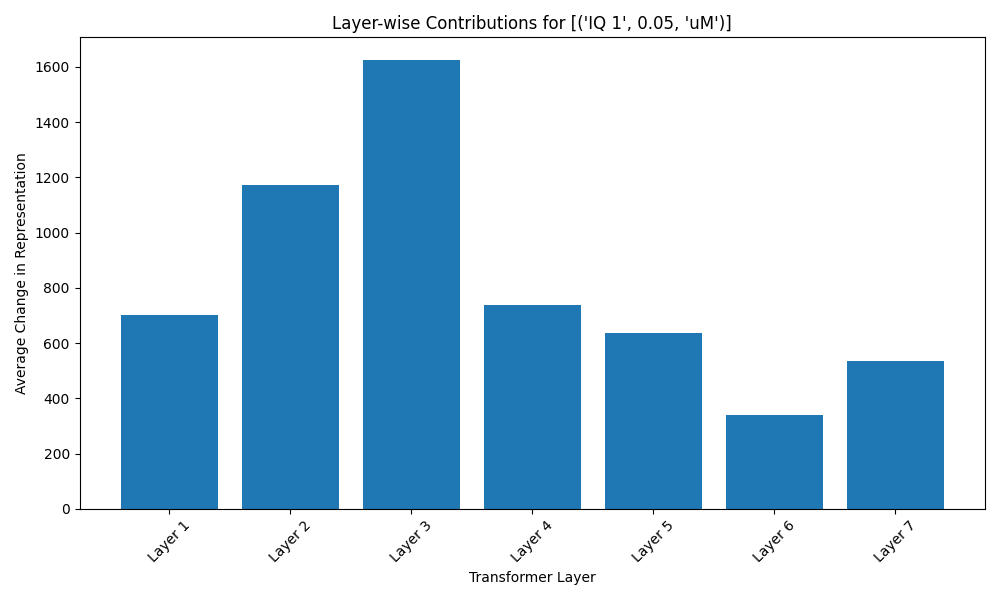 Layer-wise Contributions for [('IQ 1', 0.05, 'uM')]
Average Change in Representation
1600
1400
1200
1000
800
600
400
200
0
Layer 1
Layer 2
Layer 3
Layer 4
Layer 5
Layer 6
Layer 7
Transformer Layer